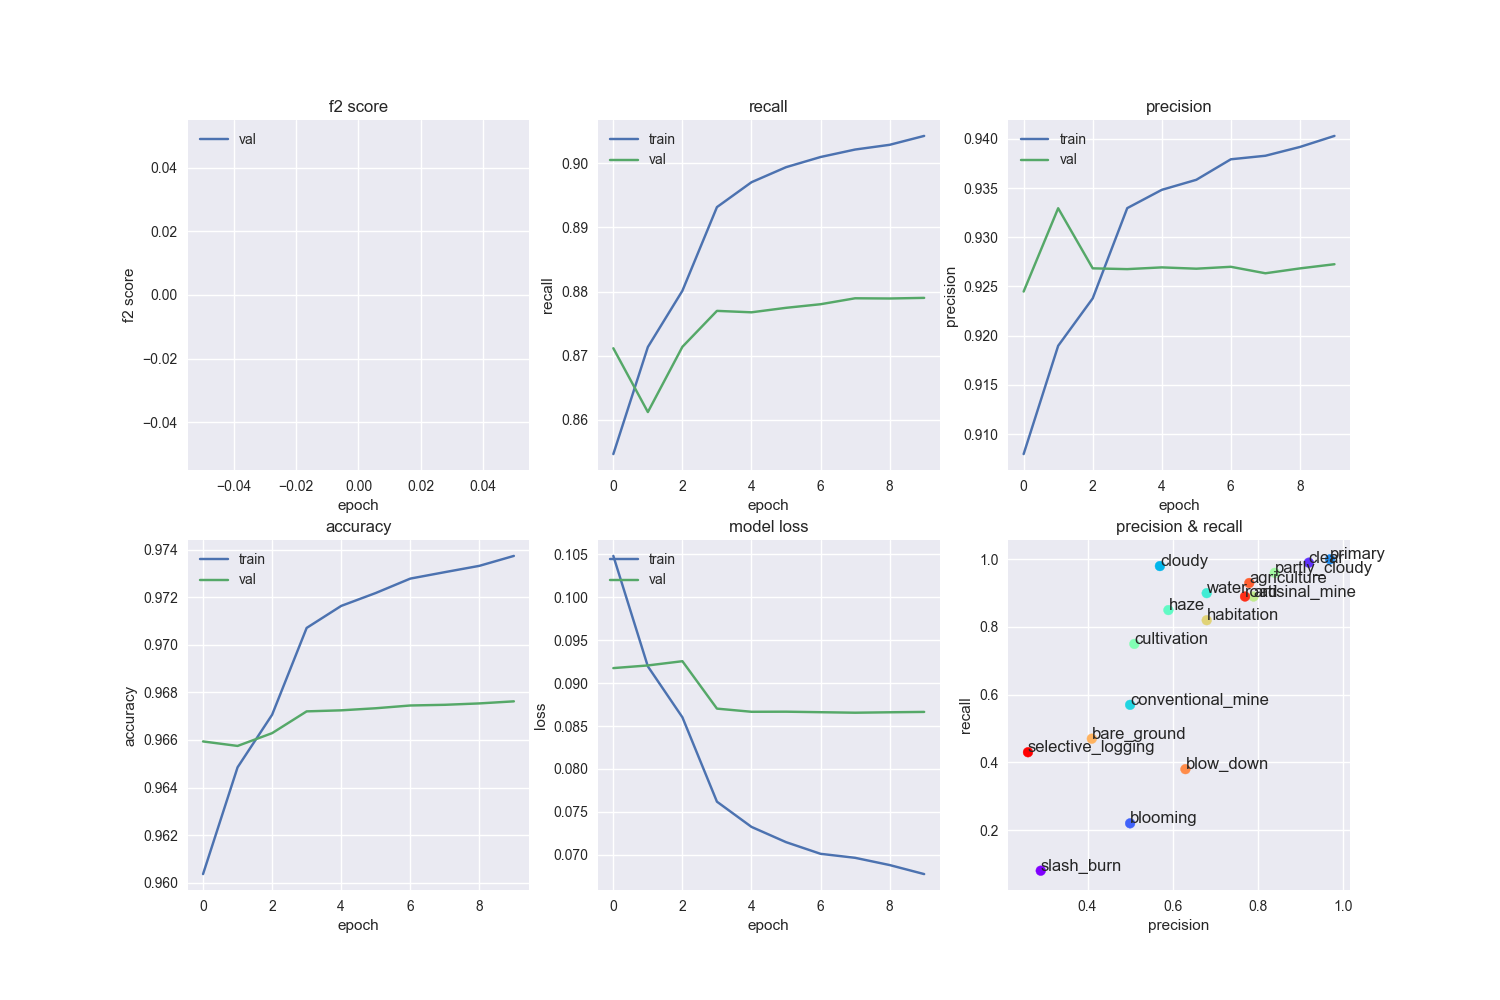 f2 score
val
0.04
0.02
0.00
−0.02
−0.04
f2 score
−0.04 −0.02 0.00 0.02 0.04
epoch
recall
train
val
0.90
0.89
0.88
0.87
0.86
recall
0 2 4 6 8
epoch
precision
train
val
0.940
0.935
0.930
0.925
0.920
0.915
0.910
precision
0 2 4 6 8
epoch
accuracy
train
val
0.974
0.972
0.970
0.968
0.966
0.964
0.962
0.960
accuracy
0 2 4 6 8
epoch
model loss
train
val
0.105
0.100
0.095
0.090
0.085
0.080
0.075
0.070
loss
0 2 4 6 8
epoch
precision & recall
1.0
0.8
0.6
0.4
0.2
recall
primary
clear
cloudy
partly_cloudy
agriculture
water
road
artisinal_mine
haze
habitation
cultivation
conventional_mine
bare_ground
selective_logging
blow_down
blooming
slash_burn
0.4 0.6 0.8 1.0
precision